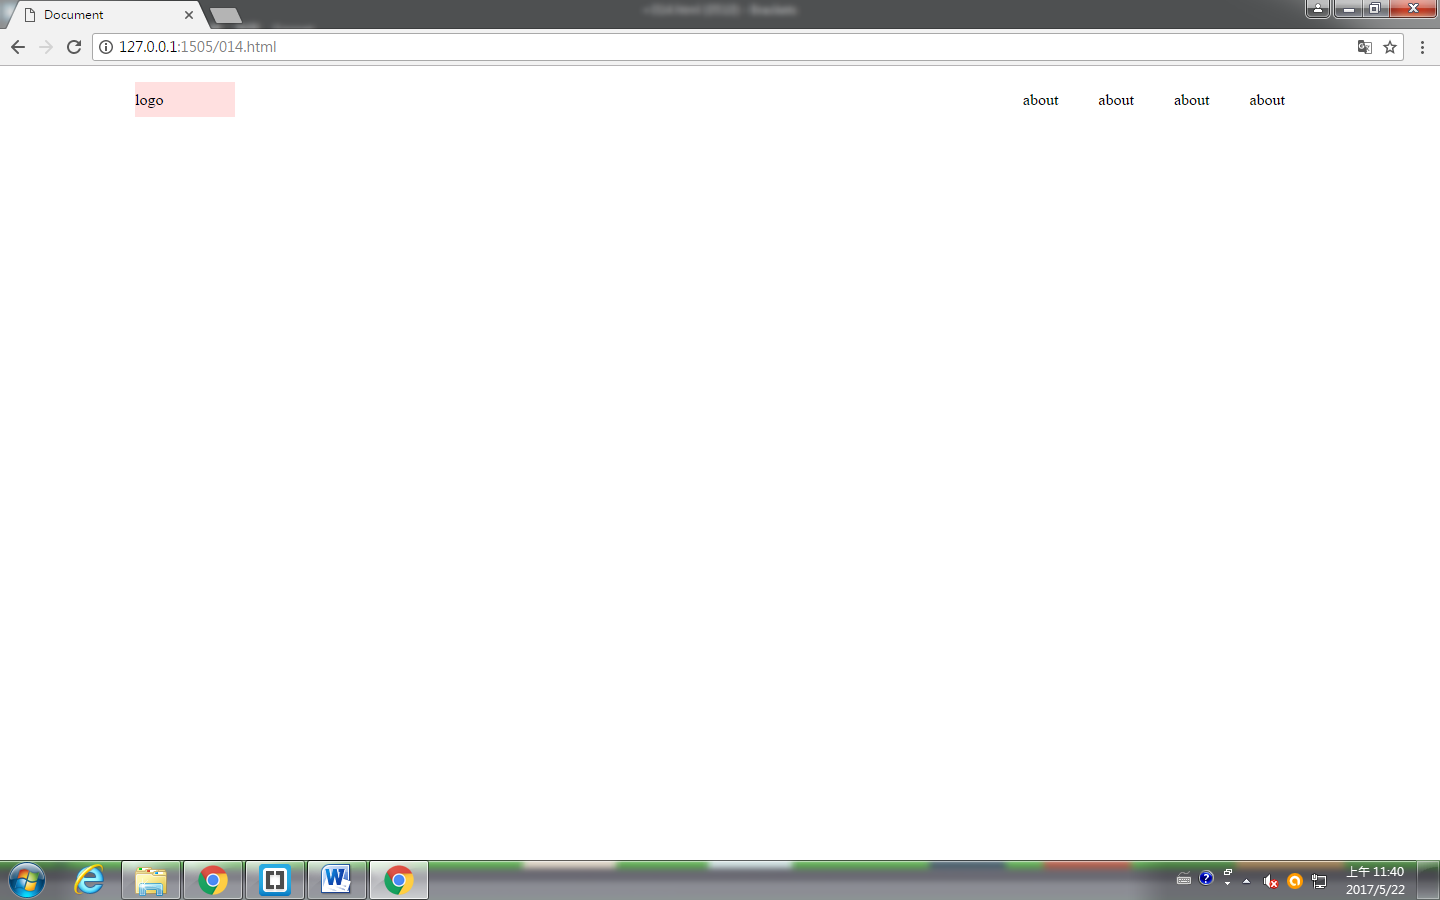 Document
127.0.0.1:1505/014.html
logo
about about about about
上午 11:40
2017/5/22